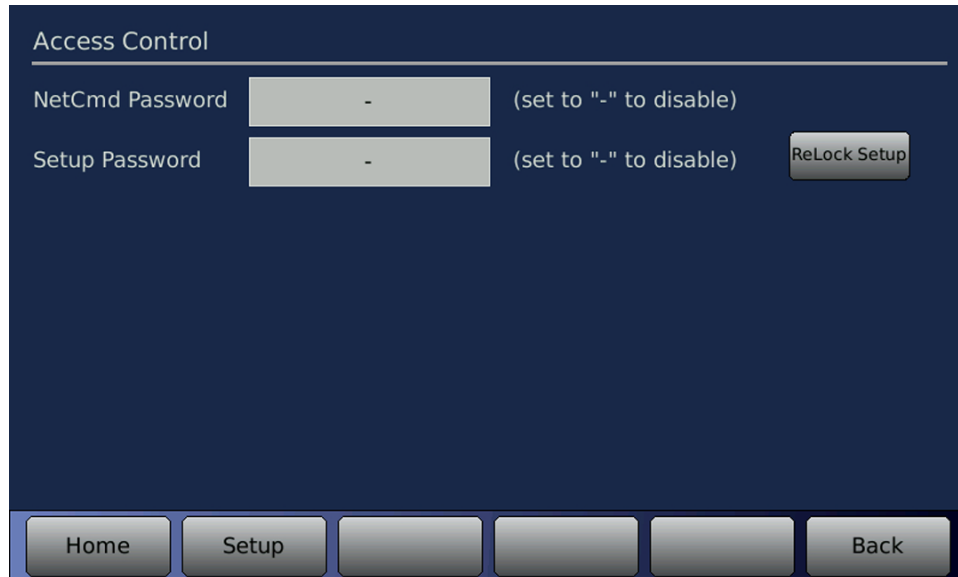 Access Control
NetCmd Password - (set to "-" to disable)
Setup Password - (set to "-" to disable) ReLock Setup
Home Setup Back